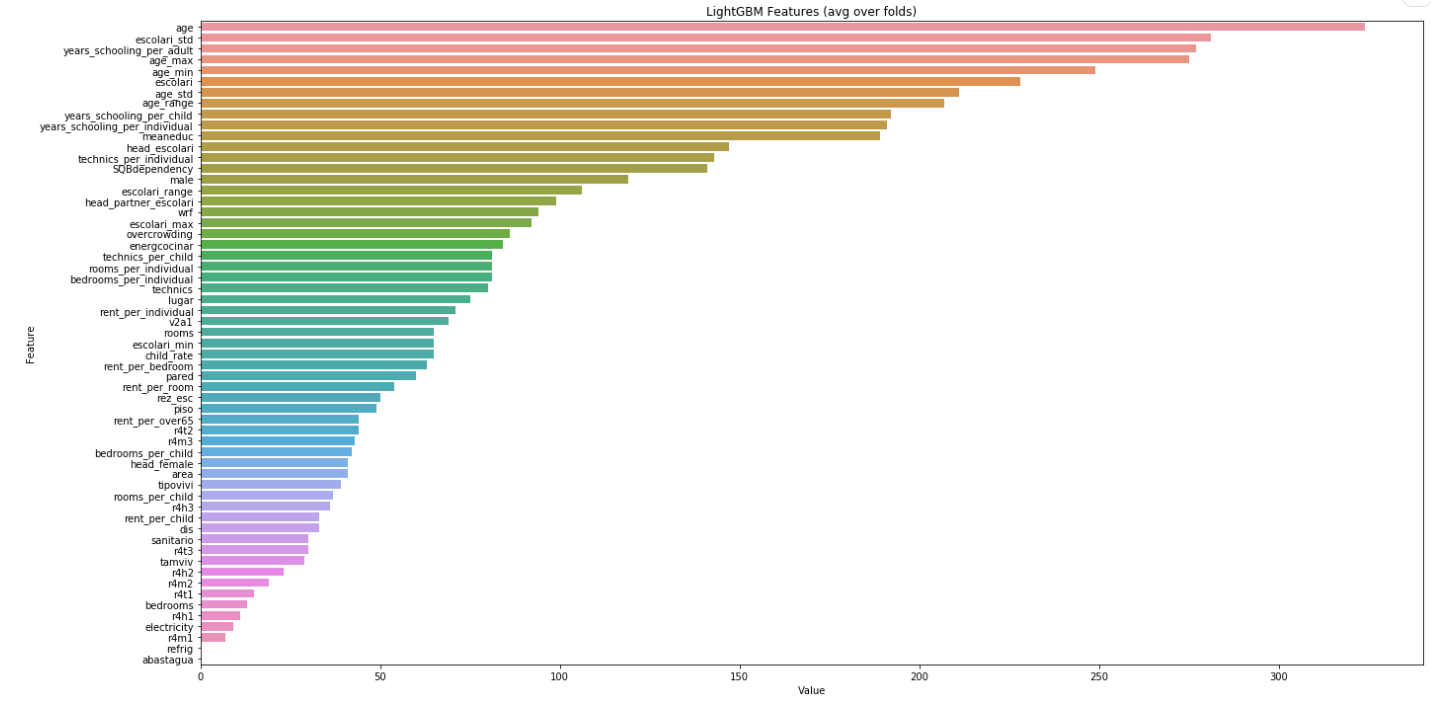 LightGBM Features (avg over folds)
age
escolari_std
years_schooling_per_adult
age_max
age_min
escolari
age_std
age_range
years_schooling_per_child
years_schooling_per_individual
meaneduc
head_escolari
technics_per_individual
SQBdependency
male
escolari_range
head_partner_escolari
wrf
escolari_max
overcrowding
energcocinar
technics_per_child
rooms_per_individual
bedrooms_per_individual
technics
lugar
rent_per_individual
v2a1
rooms
escolari_min
child_rate
rent_per_bedroom
pared
rent_per_room
rez_esc
piso
rent_per_over65
r4t2
r4m3
bedrooms_per_child
head_female
area
tipovivi
rooms_per_child
r4h3
rent_per_child
dis
sanitario
r4t3
tamviv
r4h2
r4m2
r4t1
bedrooms
r4h1
electricity
r4m1
refrig
abastagua
Feature
0 50 100 150 200 250 300
Value